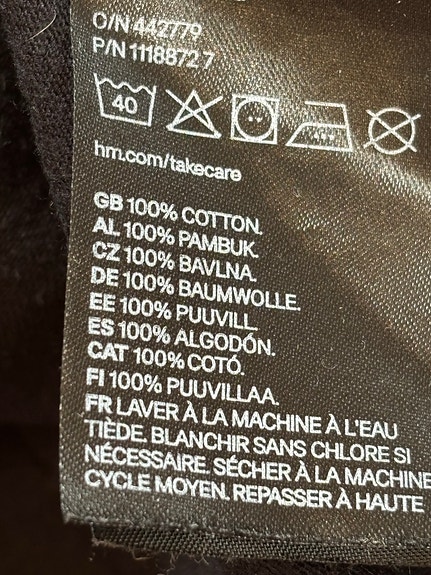 O/N 442779
P/N 1118872 7
40
hm.com/takecare
GB 100% COTTON.
AL 100% PAMBUK.
CZ 100% BAVLNA.
DE 100% BAUMWOLLE.
EE 100% PUUVILL.
ES 100% ALGODÓN.
CAT 100% COTÓ.
FI 100% PUUVILLAA.
FR LAVER À LA MACHINE À L'EAU
TIÈDE. BLANCHIR SANS CHLORE SI
NÉCESSAIRE. SÉCHER À LA MACHINE
CYCLE MOYEN. REPASSER À HAUTE